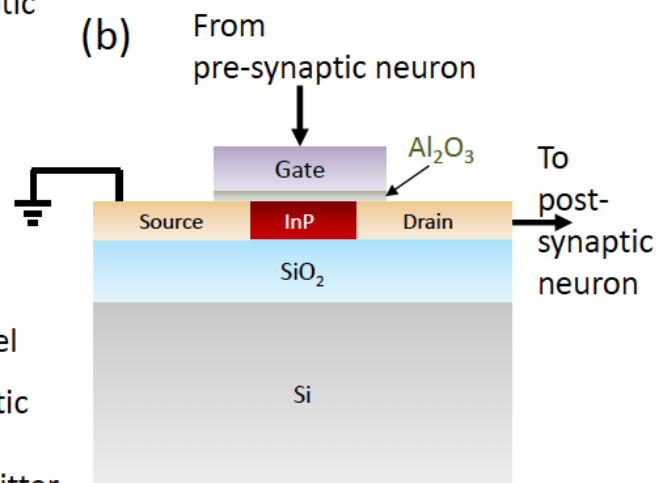 (b)
From
pre-synaptic neuron
Al₂O₃
Gate
To
post-
synaptic
neuron
Source
InP
Drain
SiO₂
Si